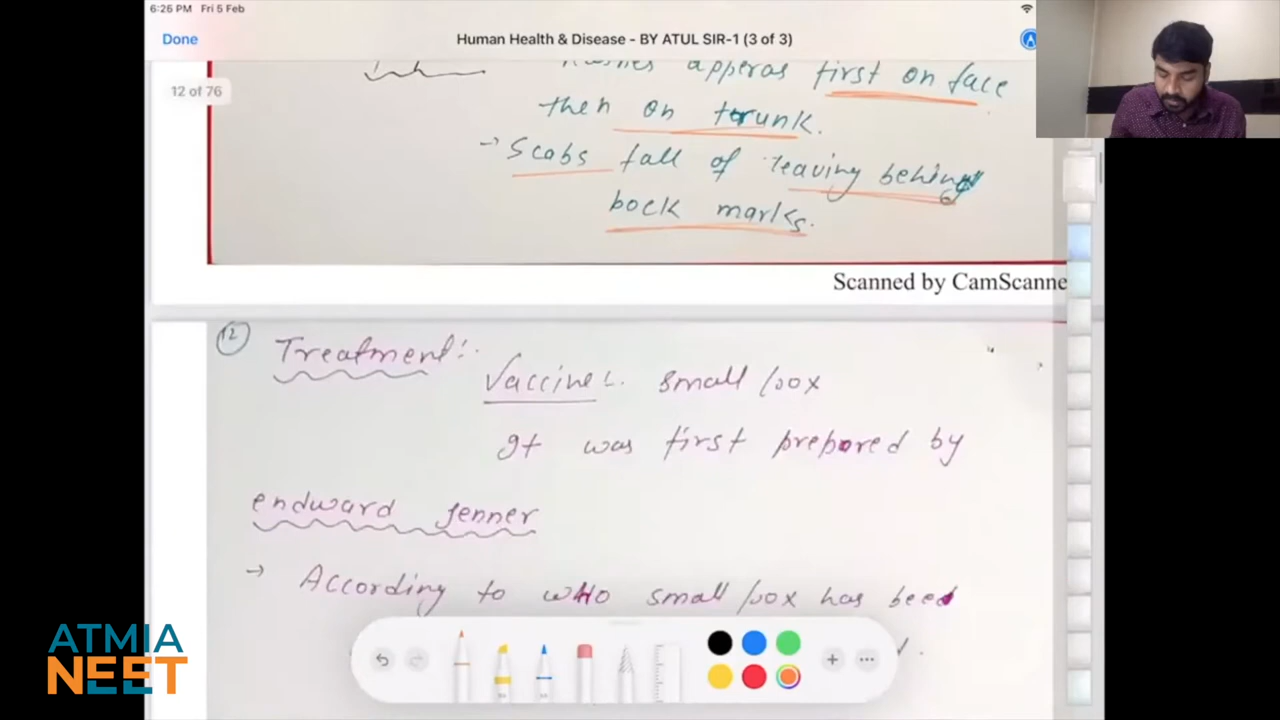 6:26 PM Fri 5 Feb
Done
Human Health & Disease - BY ATUL SIR-1 (3 of 3)
12 of 76
apperas first on face
then on trunk.
→ Scabs fall of leaving behind
bock marks.
Scanned by CamScanne
12 Treatment:
Vaccine:. small pox
It was first prepared by
endward Jenner
→ According to WHO small pox has been
ATMIA
NEET